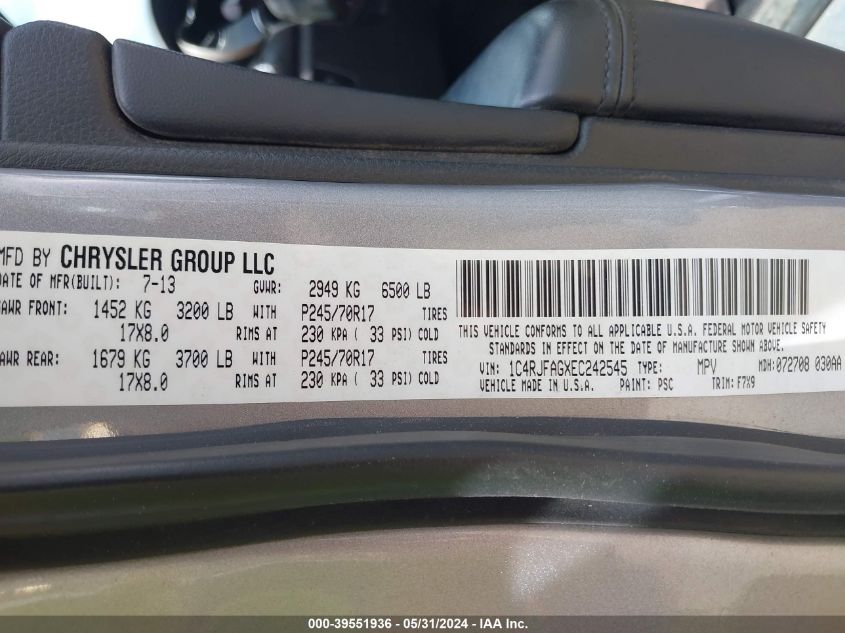 MFD BY CHRYSLER GROUP LLC
DATE OF MFR(BUILT): 7-13 GVWR: 2949 KG 6500 LB
GAWR FRONT: 1452 KG 3200 LB WITH P245/70R17 TIRES
17X8.0 RIMS AT 230 KPA ( 33 PSI) COLD
GAWR REAR: 1679 KG 3700 LB WITH P245/70R17 TIRES
17X8.0 RIMS AT 230 KPA ( 33 PSI) COLD
THIS VEHICLE CONFORMS TO ALL APPLICABLE U.S.A. FEDERAL MOTOR VEHICLE SAFETY
STANDARDS IN EFFECT ON THE DATE OF MANUFACTURE SHOWN ABOVE.
VIN: 1C4RJFAGXEC242545 TYPE: MPV MDH:072708 030AA
VEHICLE MADE IN U.S.A. PAINT: PSC TRIM: F7X9
000-39551936 - 05/31/2024 - IAA Inc.